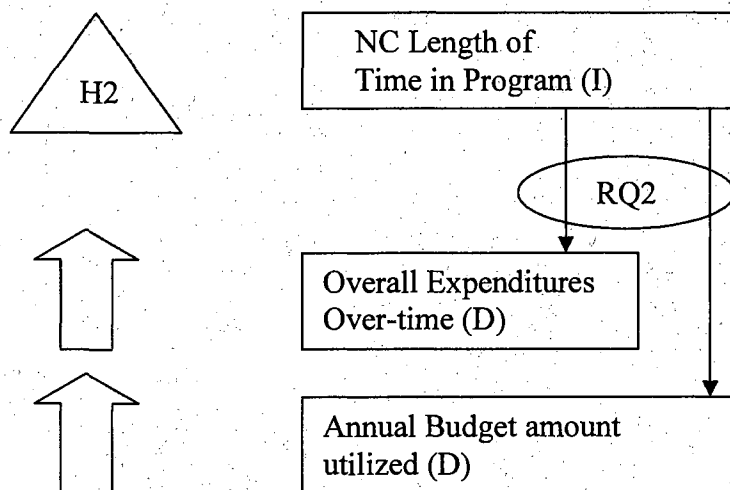 H2
NC Length of
Time in Program (I)
RQ2
Overall Expenditures
Over-time (D)
Annual Budget amount
utilized (D)